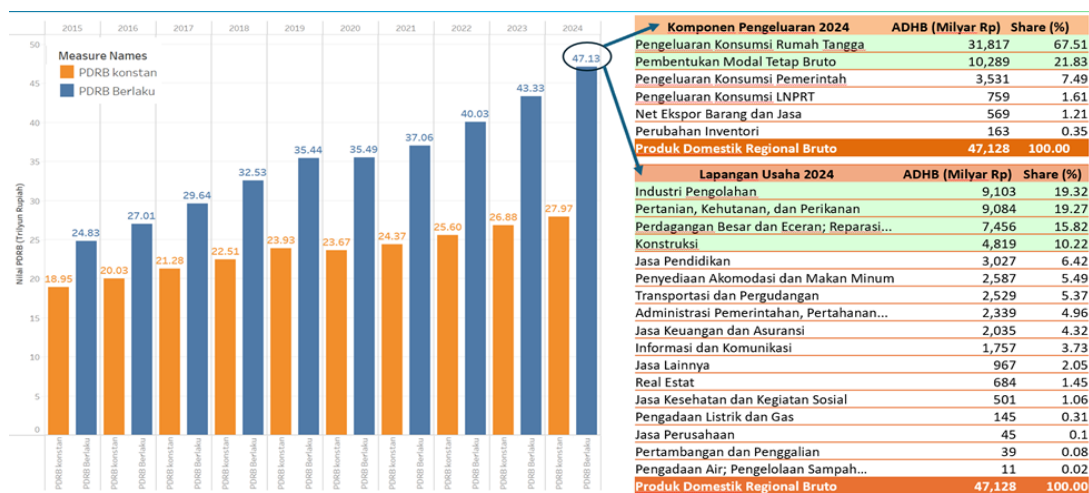 2015 2016 2017 2018 2019 2020 2021 2022 2023 2024
Measure Names
PDRB konstan
PDRB Berlaku
Nilai PDRB (Trilyun Rupiah)
50
45
40
35
30
25
20
15
10
5
0
18.95
24.83
20.03
27.01
21.28
29.64
22.51
32.53
23.93
35.44
23.67
35.49
24.37
37.06
25.60
40.03
26.88
43.33
27.97
47.13
PDRB konstan
PDRB Berlaku
PDRB konstan
PDRB Berlaku
PDRB konstan
PDRB Berlaku
PDRB konstan
PDRB Berlaku
PDRB konstan
PDRB Berlaku
PDRB konstan
PDRB Berlaku
PDRB konstan
PDRB Berlaku
PDRB konstan
PDRB Berlaku
PDRB konstan
PDRB Berlaku
PDRB konstan
PDRB Berlaku
Komponen Pengeluaran 2024 ADHB (Milyar Rp) Share (%)
Pengeluaran Konsumsi Rumah Tangga 31,817 67.51
Pembentukan Modal Tetap Bruto 10,289 21.83
Pengeluaran Konsumsi Pemerintah 3,531 7.49
Pengeluaran Konsumsi LNPRT 759 1.61
Net Ekspor Barang dan Jasa 569 1.21
Perubahan Inventori 163 0.35
Produk Domestik Regional Bruto 47,128 100.00
Lapangan Usaha 2024 ADHB (Milyar Rp) Share (%)
Industri Pengolahan 9,103 19.32
Pertanian, Kehutanan, dan Perikanan 9,084 19.27
Perdagangan Besar dan Eceran; Reparasi... 7,456 15.82
Konstruksi 4,819 10.22
Jasa Pendidikan 3,027 6.42
Penyediaan Akomodasi dan Makan Minum 2,587 5.49
Transportasi dan Pergudangan 2,529 5.37
Administrasi Pemerintahan, Pertahanan... 2,339 4.96
Jasa Keuangan dan Asuransi 2,035 4.32
Informasi dan Komunikasi 1,757 3.73
Jasa Lainnya 967 2.05
Real Estat 684 1.45
Jasa Kesehatan dan Kegiatan Sosial 501 1.06
Pengadaan Listrik dan Gas 145 0.31
Jasa Perusahaan 45 0.1
Pertambangan dan Penggalian 39 0.08
Pengadaan Air; Pengelolaan Sampah... 11 0.02
Produk Domestik Regional Bruto 47,128 100.00